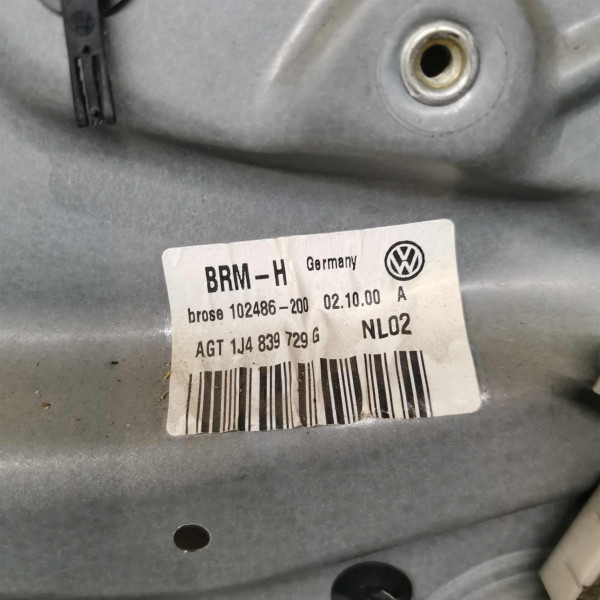 BRM-H Germany
brose 102486-200 02.10.00 A
AGT 1J4 839 729 G NL02